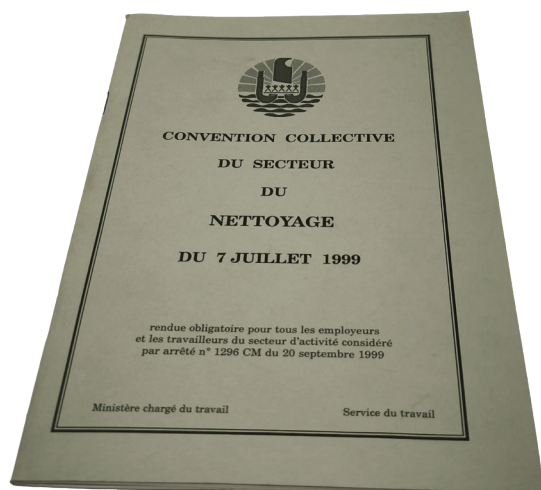 CONVENTION COLLECTIVE
DU SECTEUR
DU
NETTOYAGE
DU 7 JUILLET 1999
rendue obligatoire pour tous les employeurs
et les travailleurs du secteur d'activité considéré
par arrêté n° 1296 CM du 20 septembre 1999
Ministère chargé du travail
Service du travail